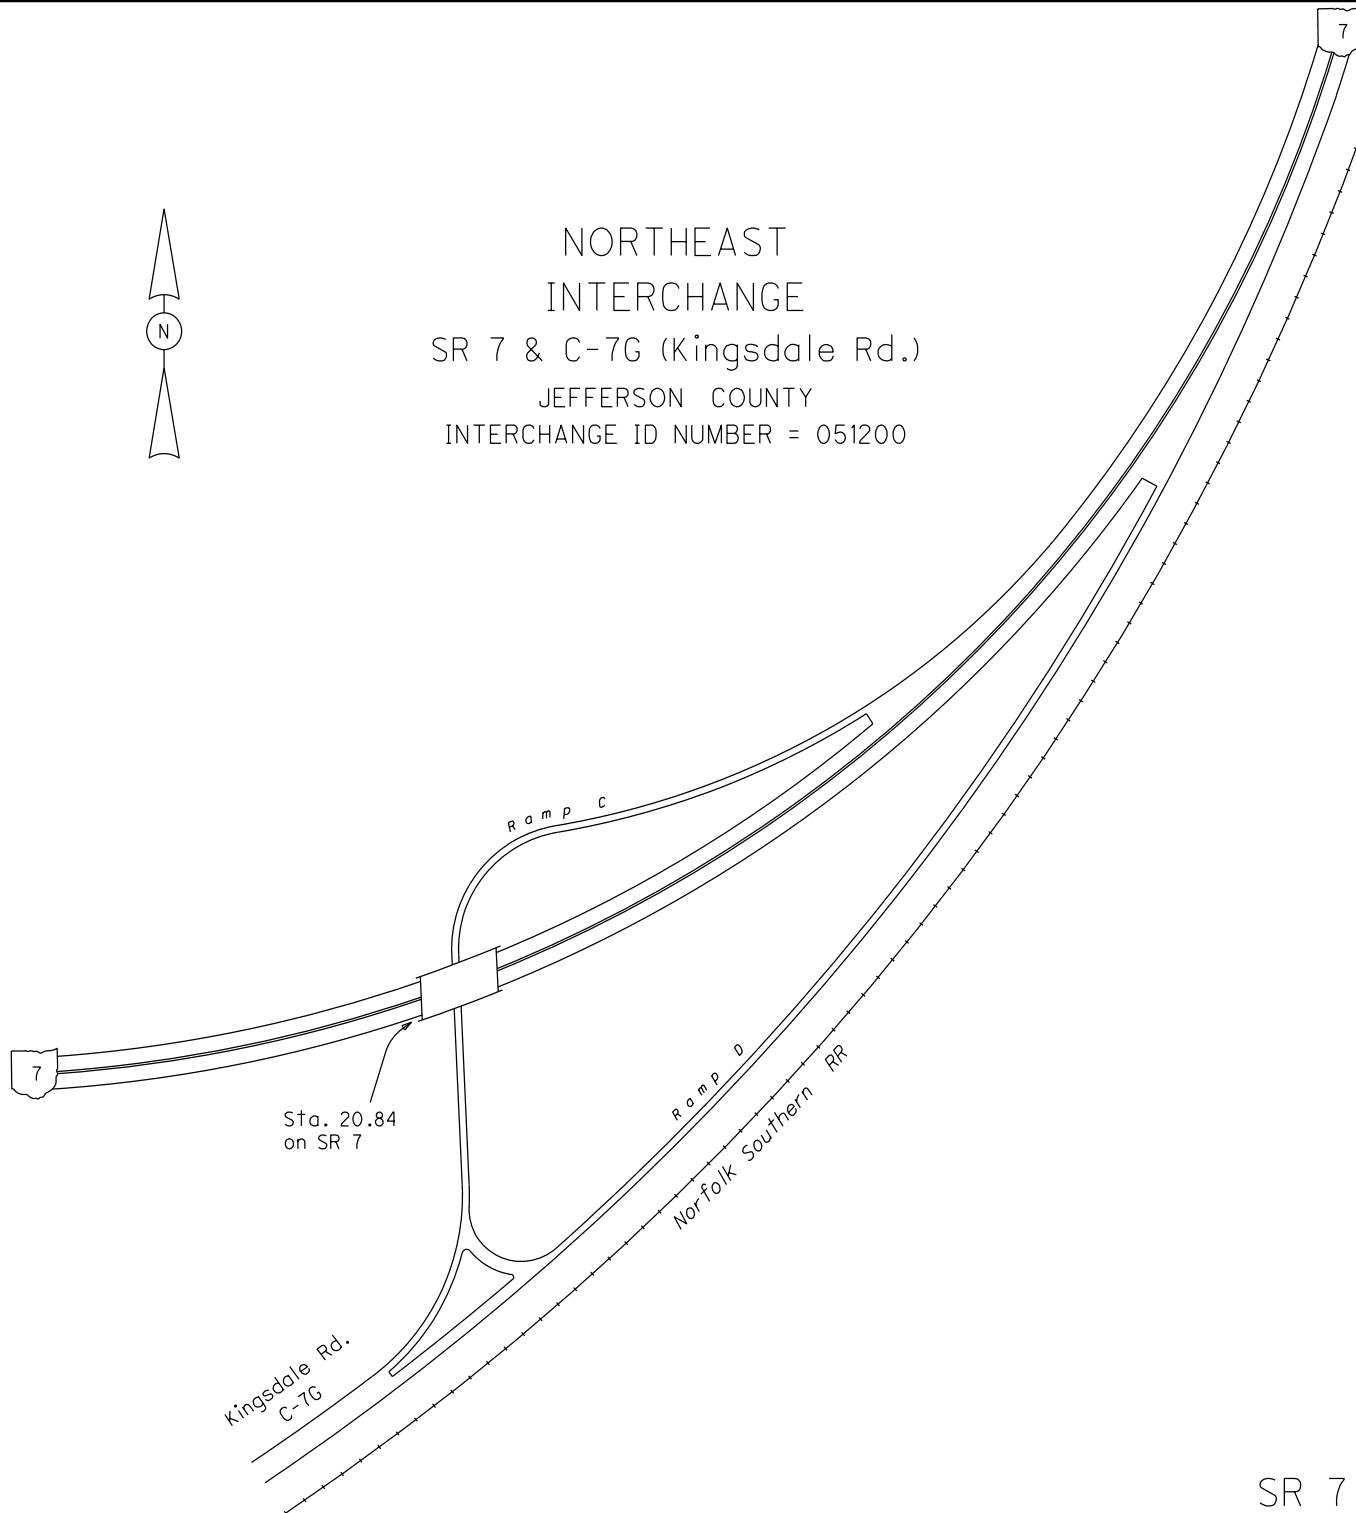 7
NORTHEAST
INTERCHANGE
SR 7 & C-7G (Kingsdale Rd.)
JEFFERSON COUNTY
INTERCHANGE ID NUMBER = 051200
N
Ramp C
7
Sta. 20.84
on SR 7
Ramp D
Norfolk Southern RR
Kingsdale Rd.
C-7G
SR 7